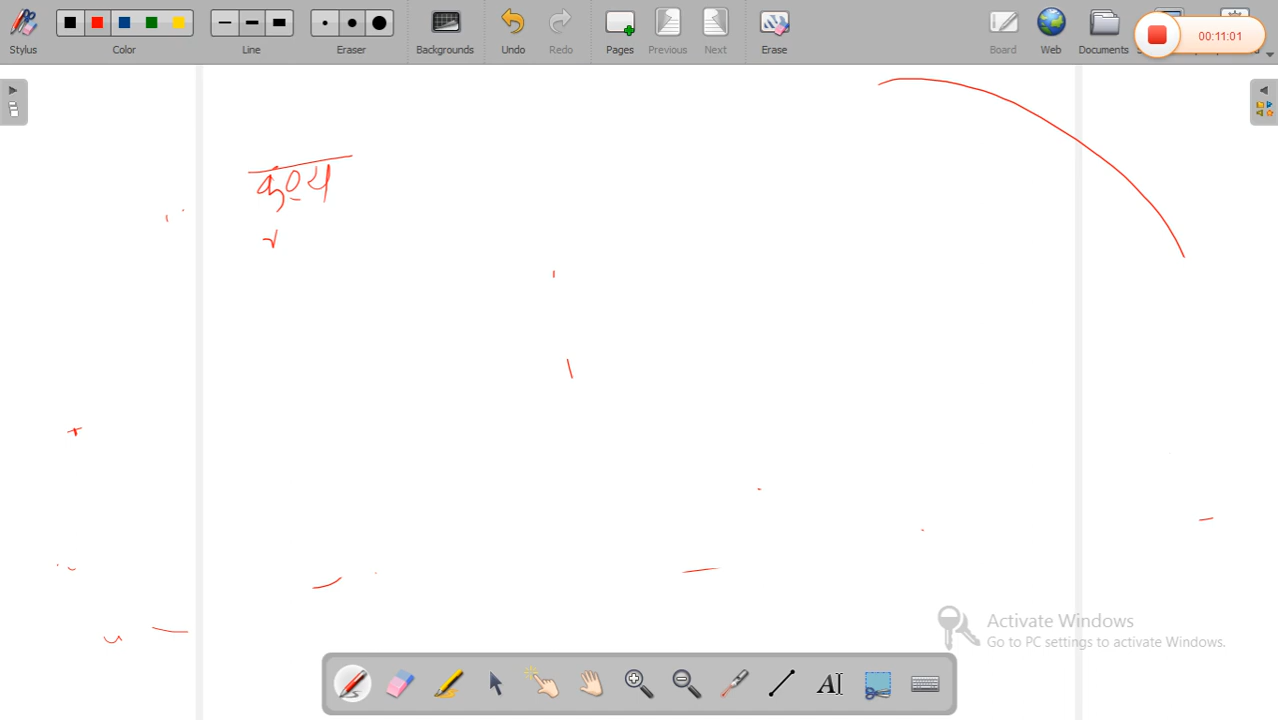 Stylus
Color
Line
Eraser
Backgrounds
Undo
Redo
Pages
Previous
Next
Erase
Board
Web
Documents
00:11:01
Activate Windows
Go to PC settings to activate Windows.